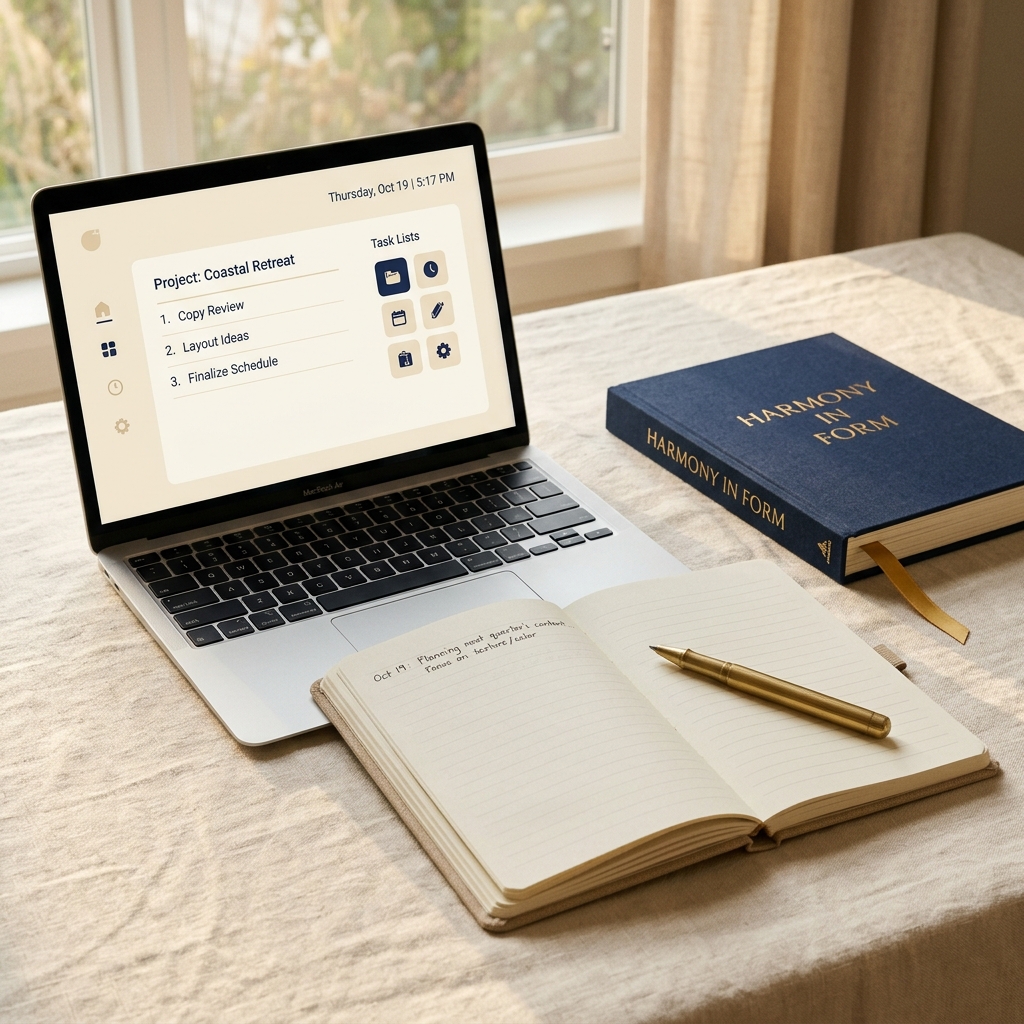 Thursday, Oct 19 | 5:17 PM
Project: Coastal Retreat
1. Copy Review
2. Layout Ideas
3. Finalize Schedule
Task Lists
MacBook Air
HARMONY
IN
FORM
HARMONY IN FORM
Oct 19: Planning next quarter's content
Focus on texture/color